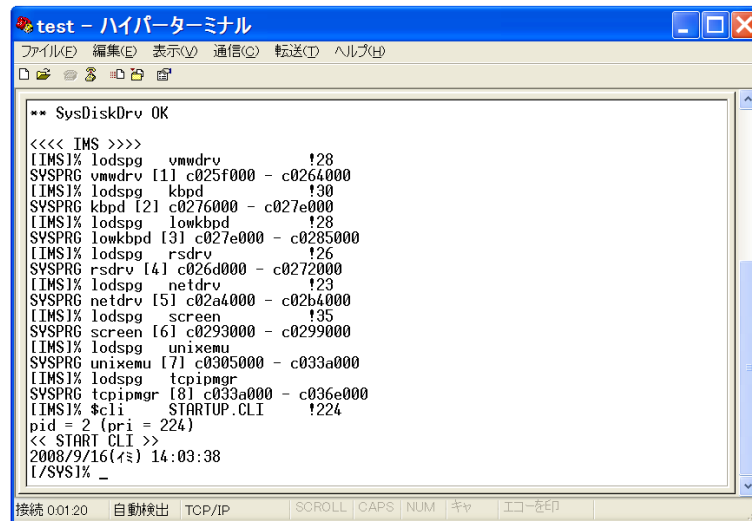 test - ハイパーターミナル
ファイル(F) 編集(E) 表示(V) 通信(C) 転送(T) ヘルプ(H)
** SysDiskDrv OK
<<<< IMS >>>>
[IMS]% lodspg vmwdrv !28
SYSPRG vmwdrv [1] c025f000 - c0264000
[IMS]% lodspg kbpd !30
SYSPRG kbpd [2] c0276000 - c027e000
[IMS]% lodspg lowkbpd !28
SYSPRG lowkbpd [3] c027e000 - c0285000
[IMS]% lodspg rsdrv !26
SYSPRG rsdrv [4] c026d000 - c0272000
[IMS]% lodspg netdrv !23
SYSPRG netdrv [5] c02a4000 - c02b4000
[IMS]% lodspg screen !35
SYSPRG screen [6] c0293000 - c0299000
[IMS]% lodspg unixemu
SYSPRG unixemu [7] c0305000 - c033a000
[IMS]% lodspg tcpipmgr
SYSPRG tcpipmgr [8] c033a000 - c036e000
[IMS]% $cli STARTUP.CLI !224
pid = 2 (pri = 224)
<< START CLI >>
2008/9/16(ｲﾐ) 14:03:38
[/SYS]% _
接続 0:01:20 自動検出 TCP/IP SCROLL CAPS NUM キャ エコーを印